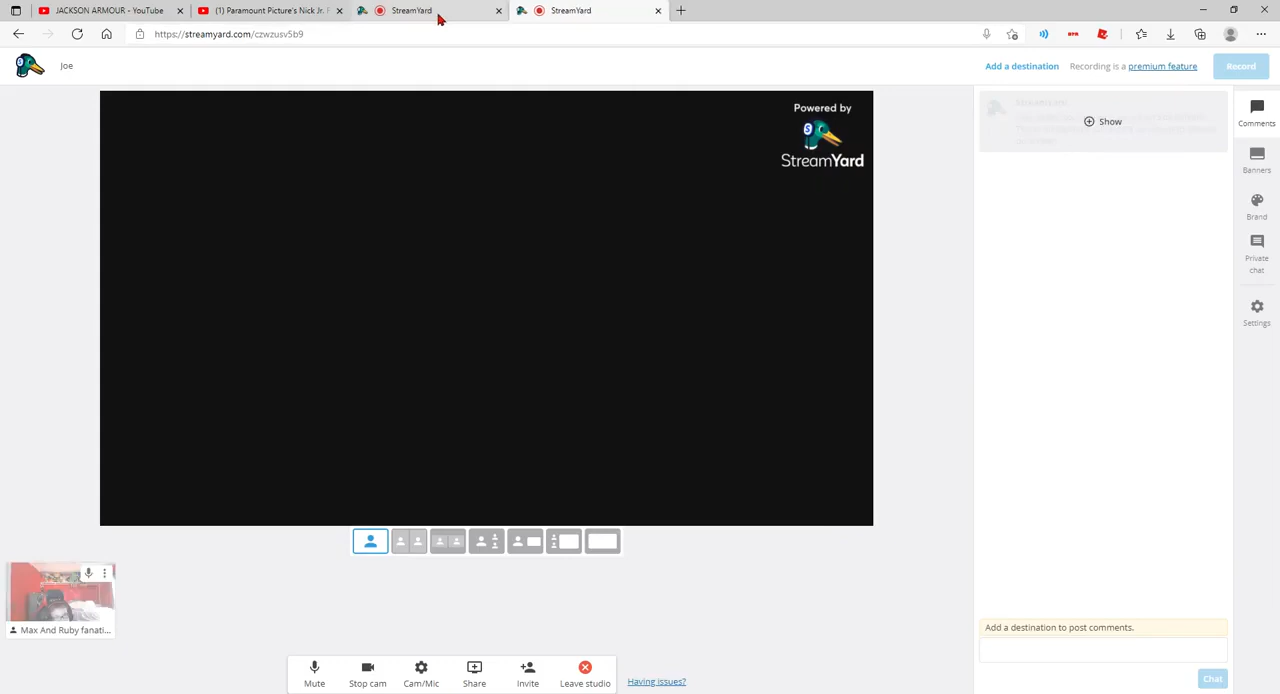 JACKSON ARMOUR - YouTube
(1) Paramount Picture's Nick Jr. F
StreamYard
StreamYard
https://streamyard.com/czwzusv5b9
Joe
Add a destination
Recording is a premium feature
Record
Powered by
StreamYard
Show
Comments
Banners
Brand
Private
chat
Settings
Max And Ruby fanati...
Add a destination to post comments.
Mute
Stop cam
Cam/Mic
Share
Invite
Leave studio
Having issues?
Chat